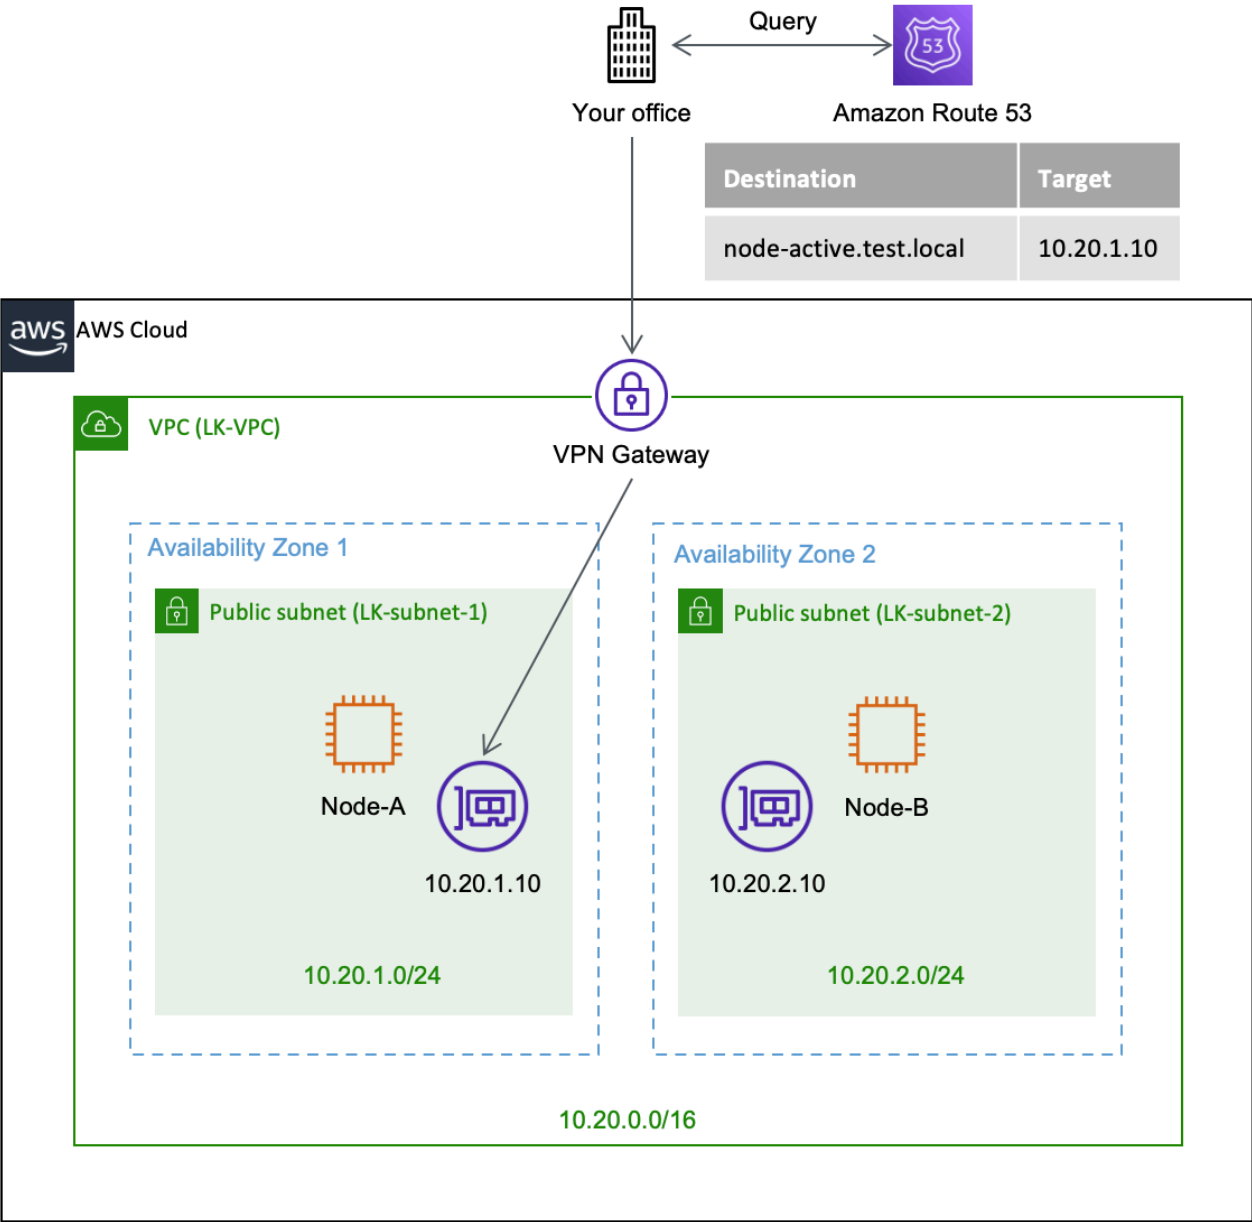 Query
53
Your office
Amazon Route 53
Destination Target
node-active.test.local 10.20.1.10
aws
AWS Cloud
VPC (LK-VPC)
VPN Gateway
Availability Zone 1
Availability Zone 2
Public subnet (LK-subnet-1)
Public subnet (LK-subnet-2)
Node-A
Node-B
10.20.1.10
10.20.2.10
10.20.1.0/24
10.20.2.0/24
10.20.0.0/16